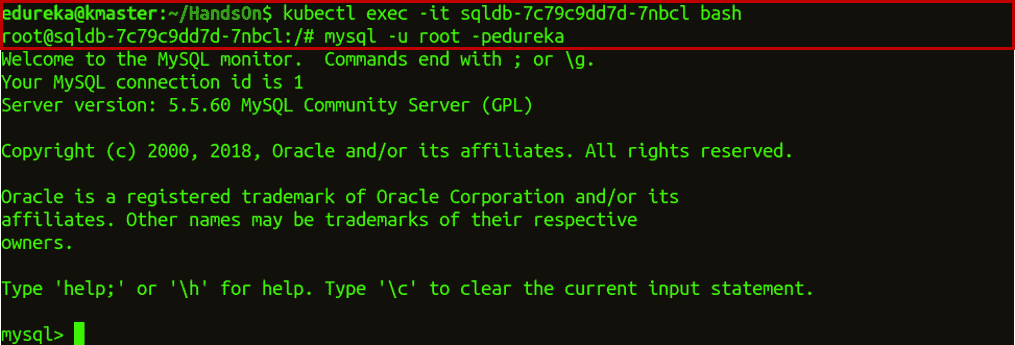 edureka@kmaster:~/HandsOn$ kubectl exec -it sqldb-7c79c9dd7d-7nbcl bash
root@sqldb-7c79c9dd7d-7nbcl:/# mysql -u root -pedureka
Welcome to the MySQL monitor.  Commands end with ; or \g.
Your MySQL connection id is 1
Server version: 5.5.60 MySQL Community Server (GPL)
Copyright (c) 2000, 2018, Oracle and/or its affiliates. All rights reserved.
Oracle is a registered trademark of Oracle Corporation and/or its
affiliates. Other names may be trademarks of their respective
owners.
Type 'help;' or '\h' for help. Type '\c' to clear the current input statement.
mysql>